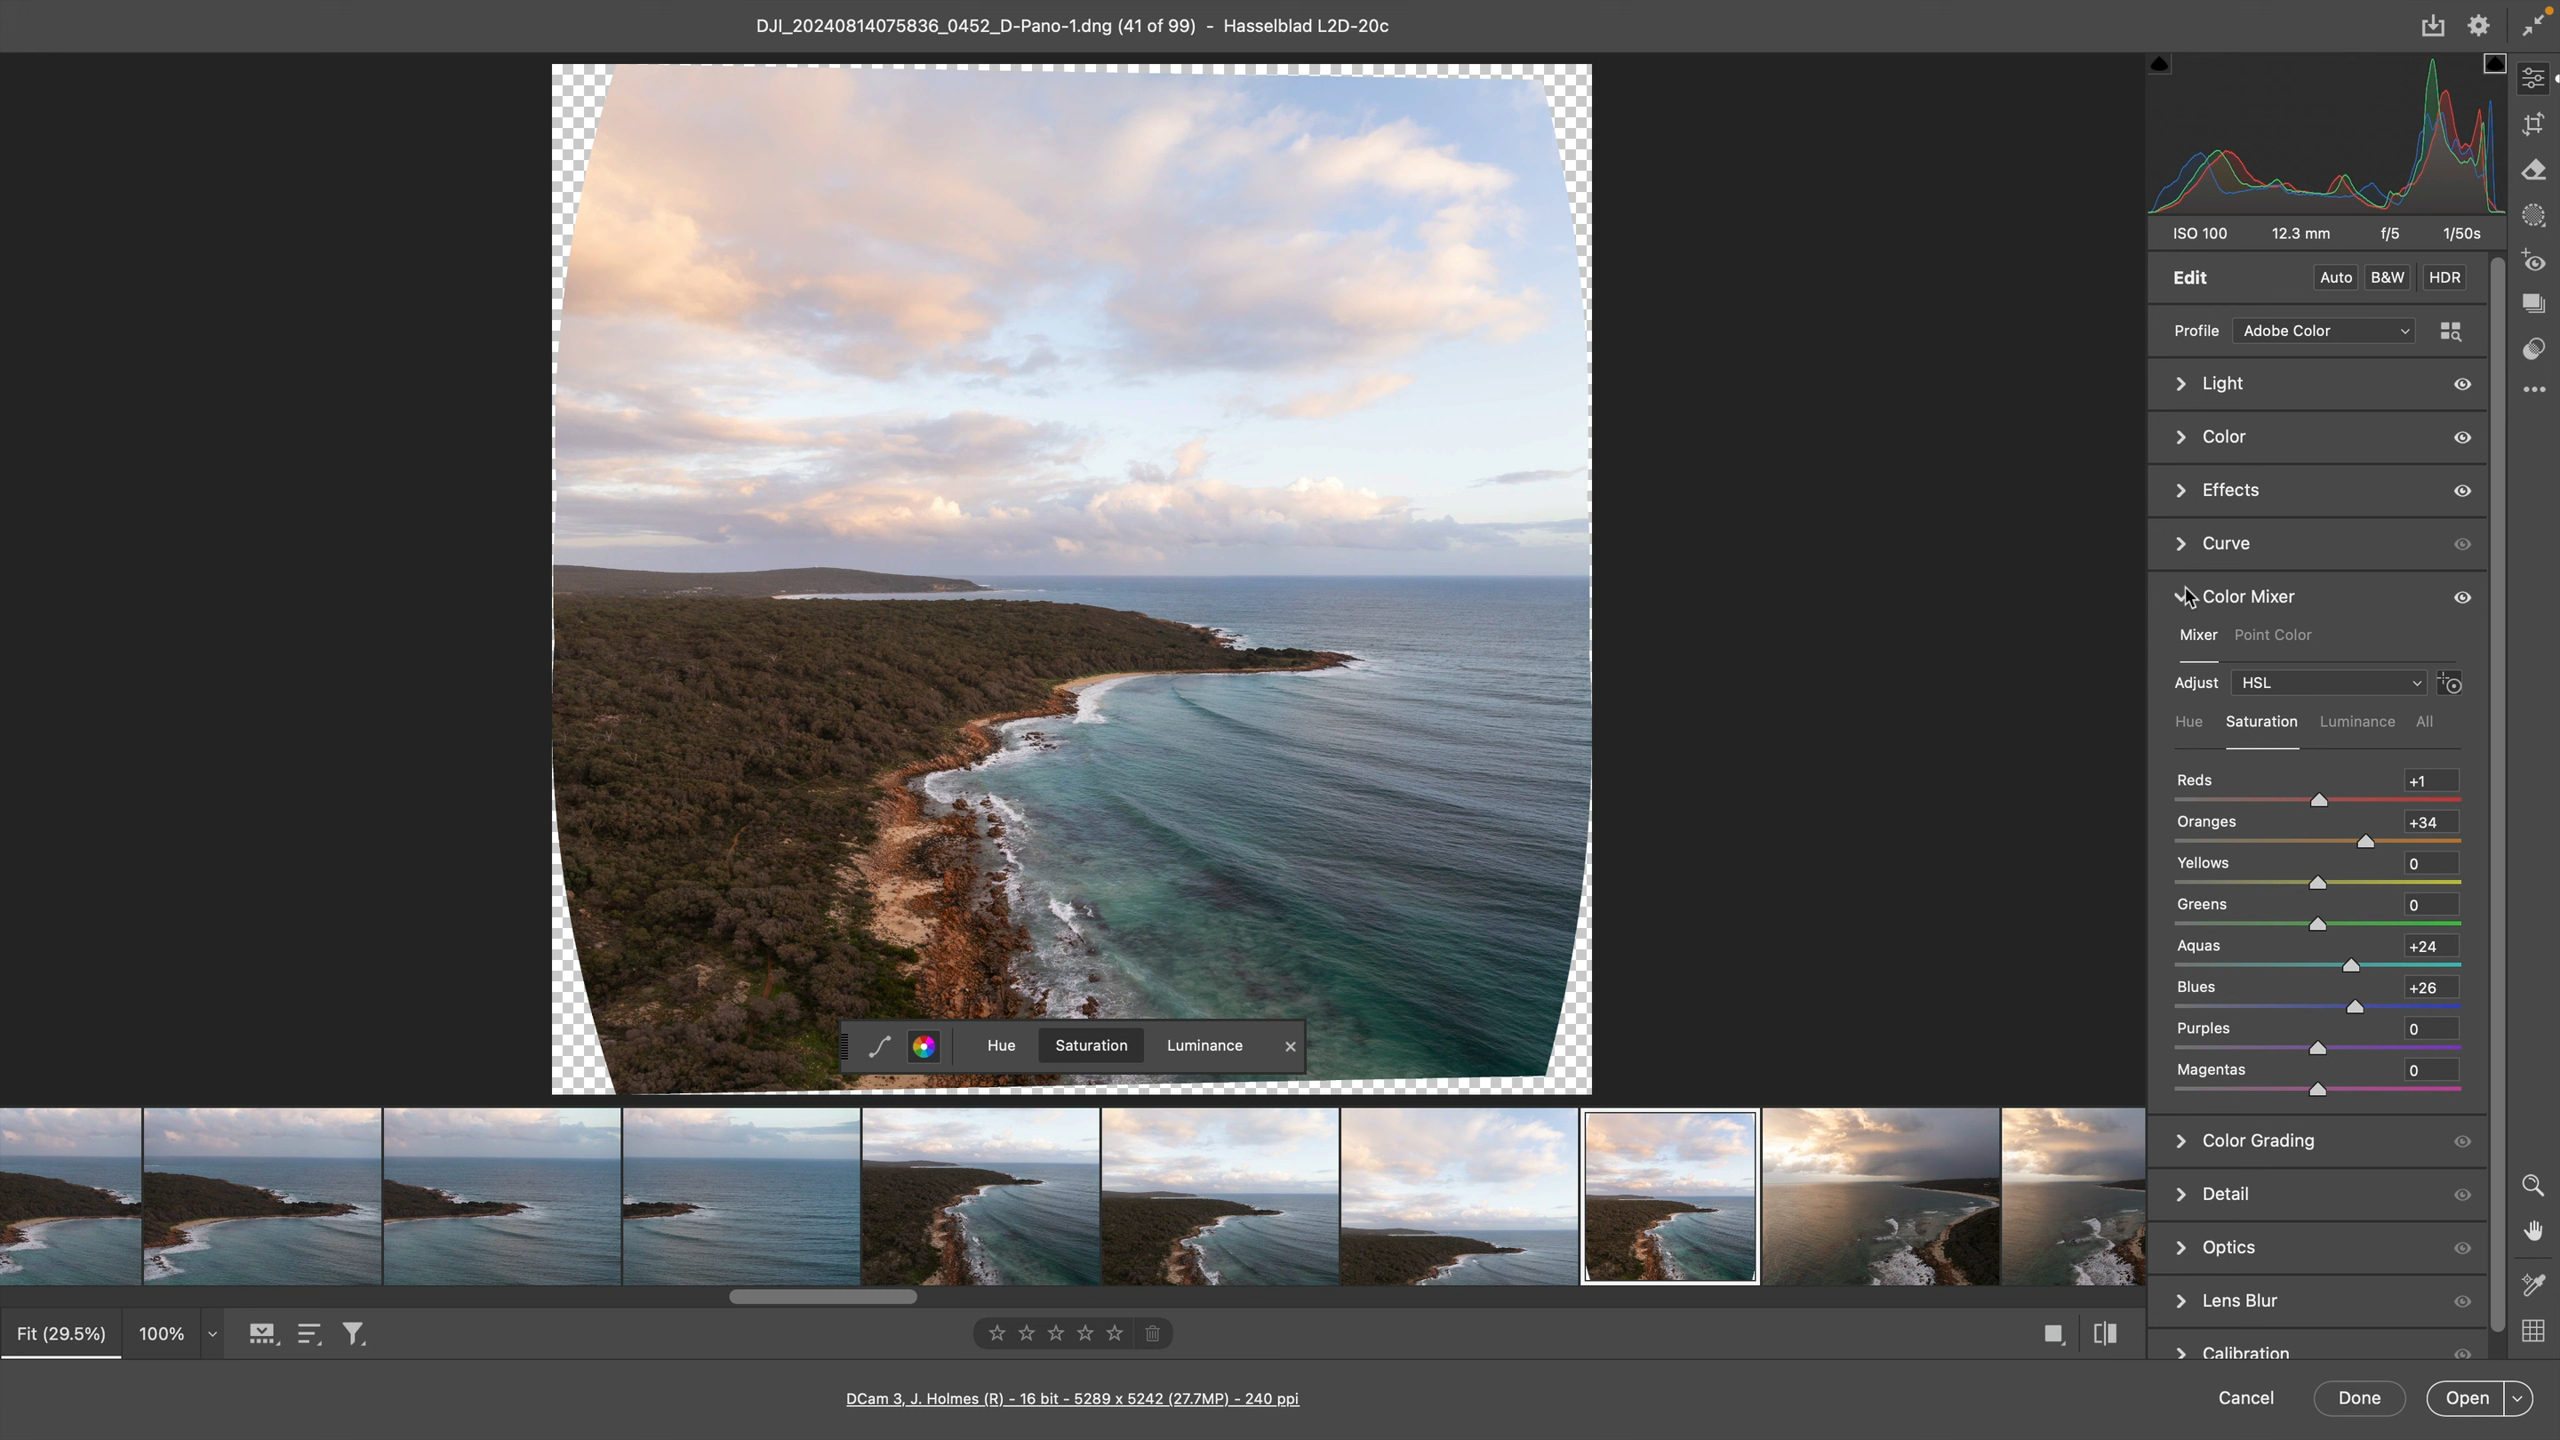 DJI_20240814075836_0452_D-Pano-1.dng (41 of 99) - Hasselblad L2D-20c
ISO 100 12.3 mm f/5 1/50s
Edit Auto B&W HDR
Profile Adobe Color
Light
Color
Effects
Curve
Color Mixer
Mixer Point Color
Adjust HSL
Hue Saturation Luminance All
Reds +1
Oranges +34
Yellows 0
Greens 0
Aquas +24
Blues +26
Purples 0
Magentas 0
Hue Saturation Luminance
Color Grading
Detail
Optics
Lens Blur
Calibration
Fit (29.5%) 100%
DCam 3, J. Holmes (R) - 16 bit - 5289 x 5242 (27.7MP) - 240 ppi
Cancel Done Open